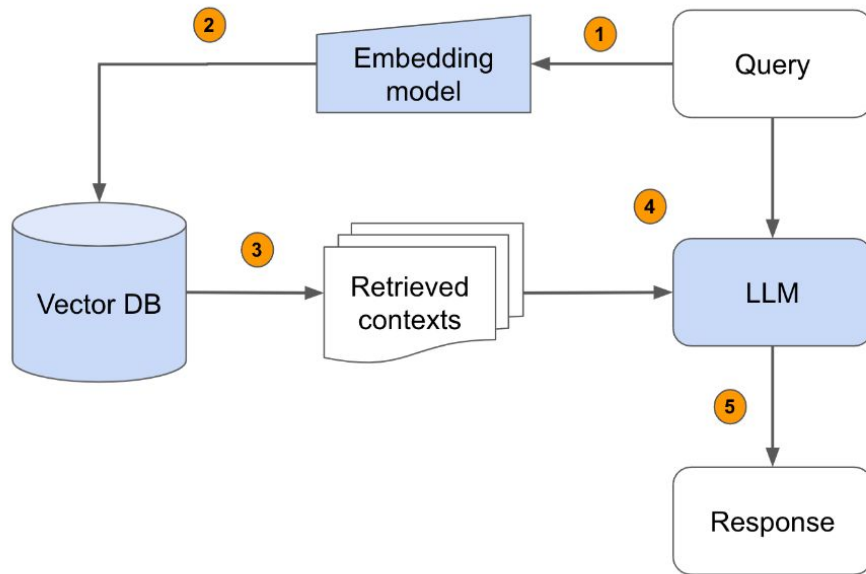 2
1
Embedding
model
Query
4
3
Vector DB
Retrieved
contexts
LLM
5
Response